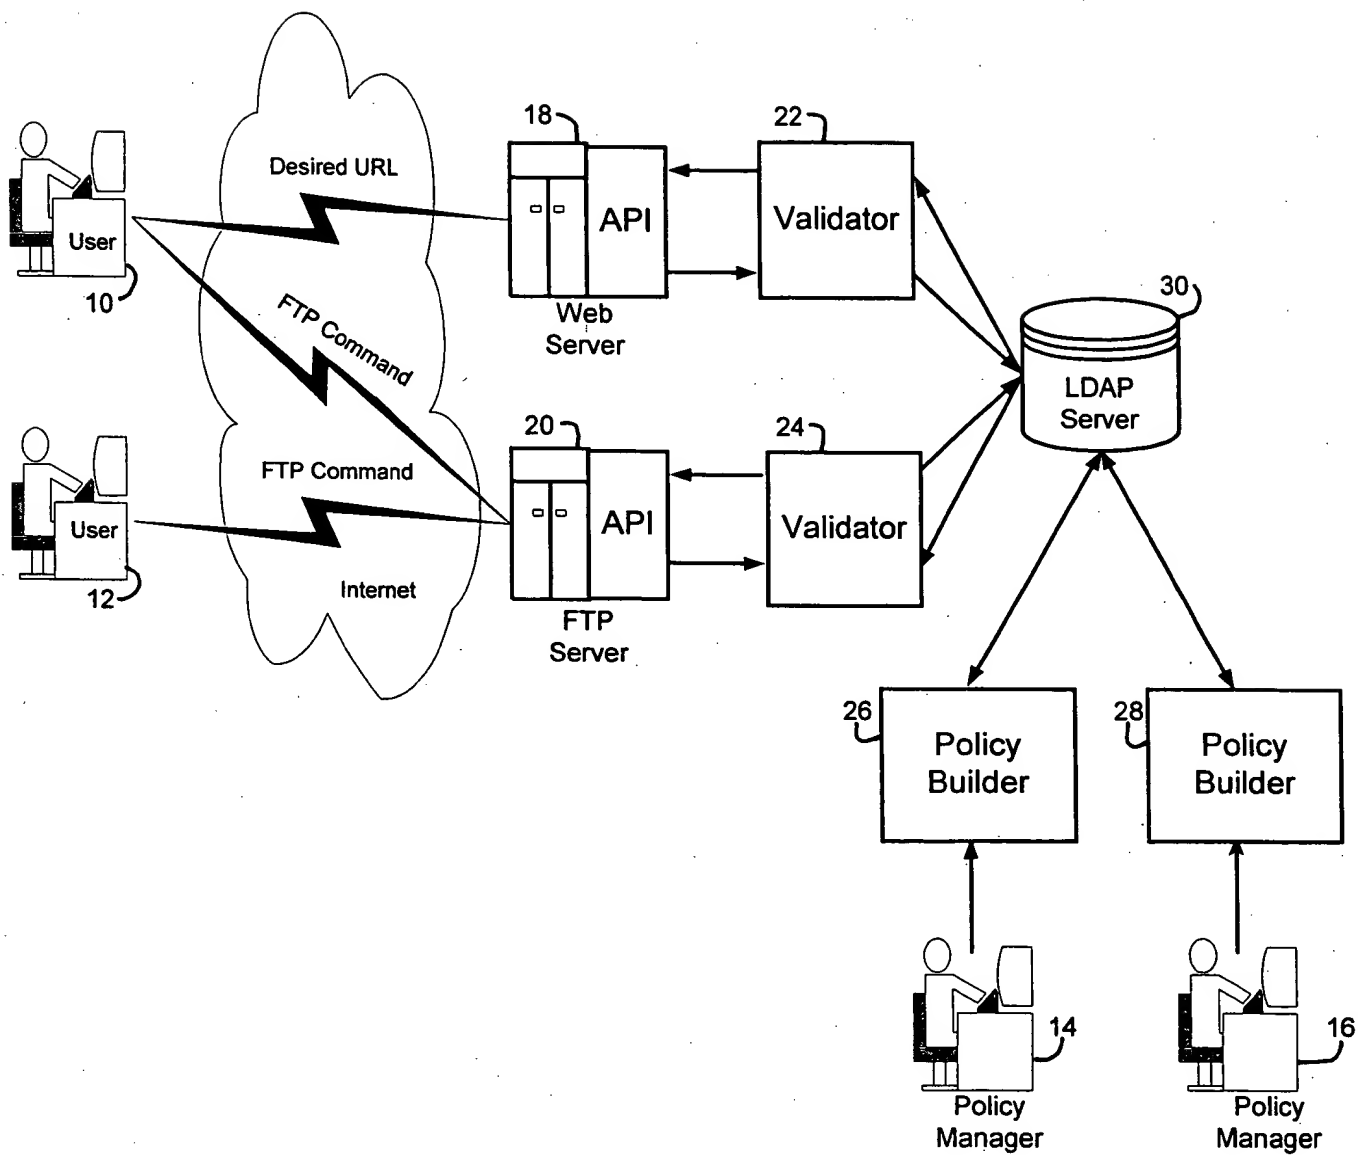 18
22
Desired URL
API
Validator
User
10
30
Web
Server
FTP Command
LDAP
Server
20
24
FTP Command
API
Validator
User
Internet
12
FTP
Server
26
28
Policy
Builder
Policy
Builder
14
16
Policy
Manager
Policy
Manager